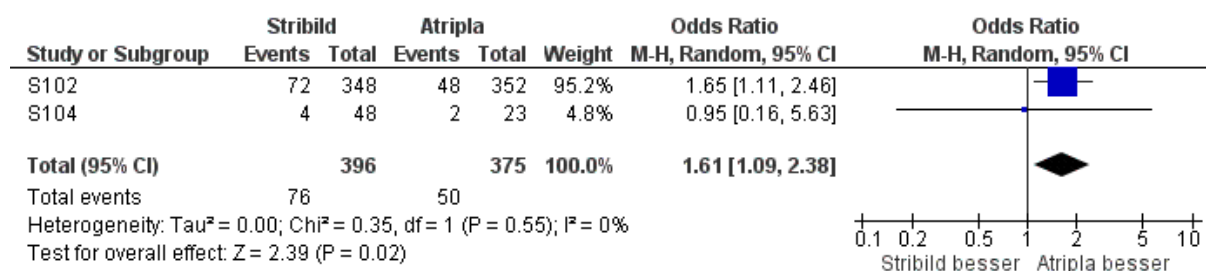 Stribild Atripla Odds Ratio Odds Ratio
Study or Subgroup Events Total Events Total Weight M-H, Random, 95% CI M-H, Random, 95% CI
S102 72 348 48 352 95.2% 1.65 [1.11, 2.46]
S104 4 48 2 23 4.8% 0.95 [0.16, 5.63]
Total (95% CI) 396 375 100.0% 1.61 [1.09, 2.38]
Total events 76 50
Heterogeneity: Tau² = 0.00; Chi² = 0.35, df = 1 (P = 0.55); I² = 0%
Test for overall effect: Z = 2.39 (P = 0.02)
0.1 0.2 0.5 1 2 5 10
Stribild besser Atripla besser